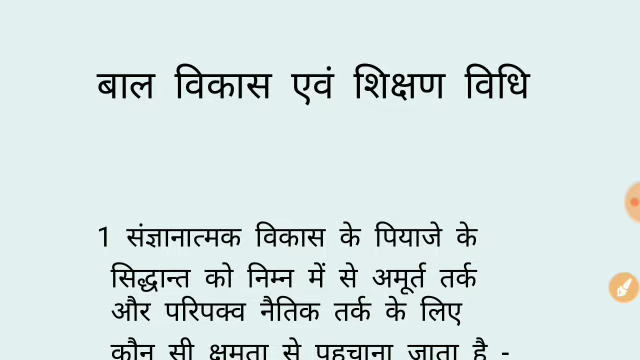 बाल विकास एवं शिक्षण विधि
1 संज्ञानात्मक विकास के पियाजे के
सिद्धान्त को निम्न में से अमूर्त तर्क
और परिपक्व नैतिक तर्क के लिए
कौन सी क्षमता से पहचाना जाता है -